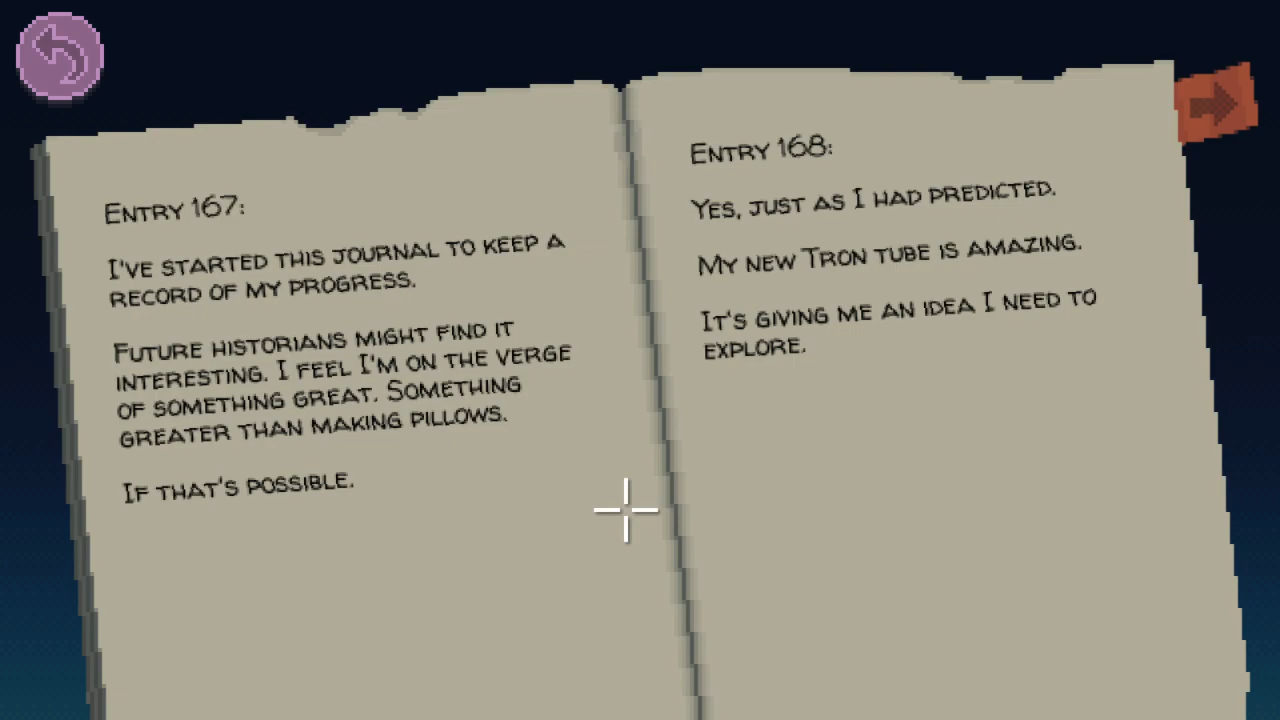 Entry 167:
I've started this journal to keep a
record of my progress.
Future historians might find it
interesting. I feel I'm on the verge
of something great. Something
greater than making pillows.
If that's possible.
Entry 168:
Yes, just as I had predicted.
My new Tron tube is amazing.
It's giving me an idea I need to
explore.